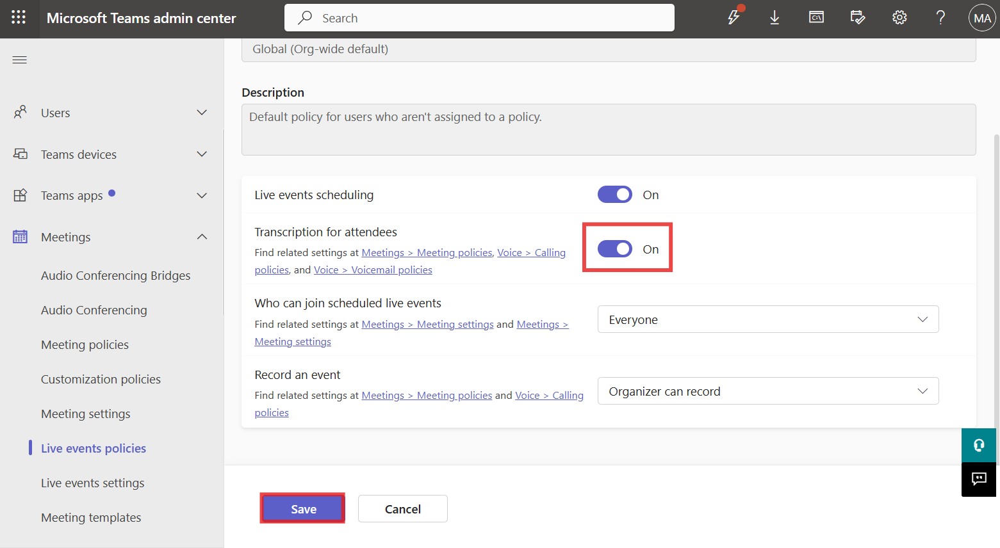 Microsoft Teams admin center
Search
C:\
MA
Global (Org-wide default)
Users
Teams devices
Teams apps
Meetings
Audio Conferencing Bridges
Audio Conferencing
Meeting policies
Customization policies
Meeting settings
Live events policies
Live events settings
Meeting templates
Description
Default policy for users who aren't assigned to a policy.
Live events scheduling
On
Transcription for attendees
Find related settings at Meetings > Meeting policies, Voice > Calling
policies, and Voice > Voicemail policies
On
Who can join scheduled live events
Find related settings at Meetings > Meeting settings and Meetings >
Meeting settings
Everyone
Record an event
Find related settings at Meetings > Meeting policies and Voice > Calling
policies
Organizer can record
Save
Cancel